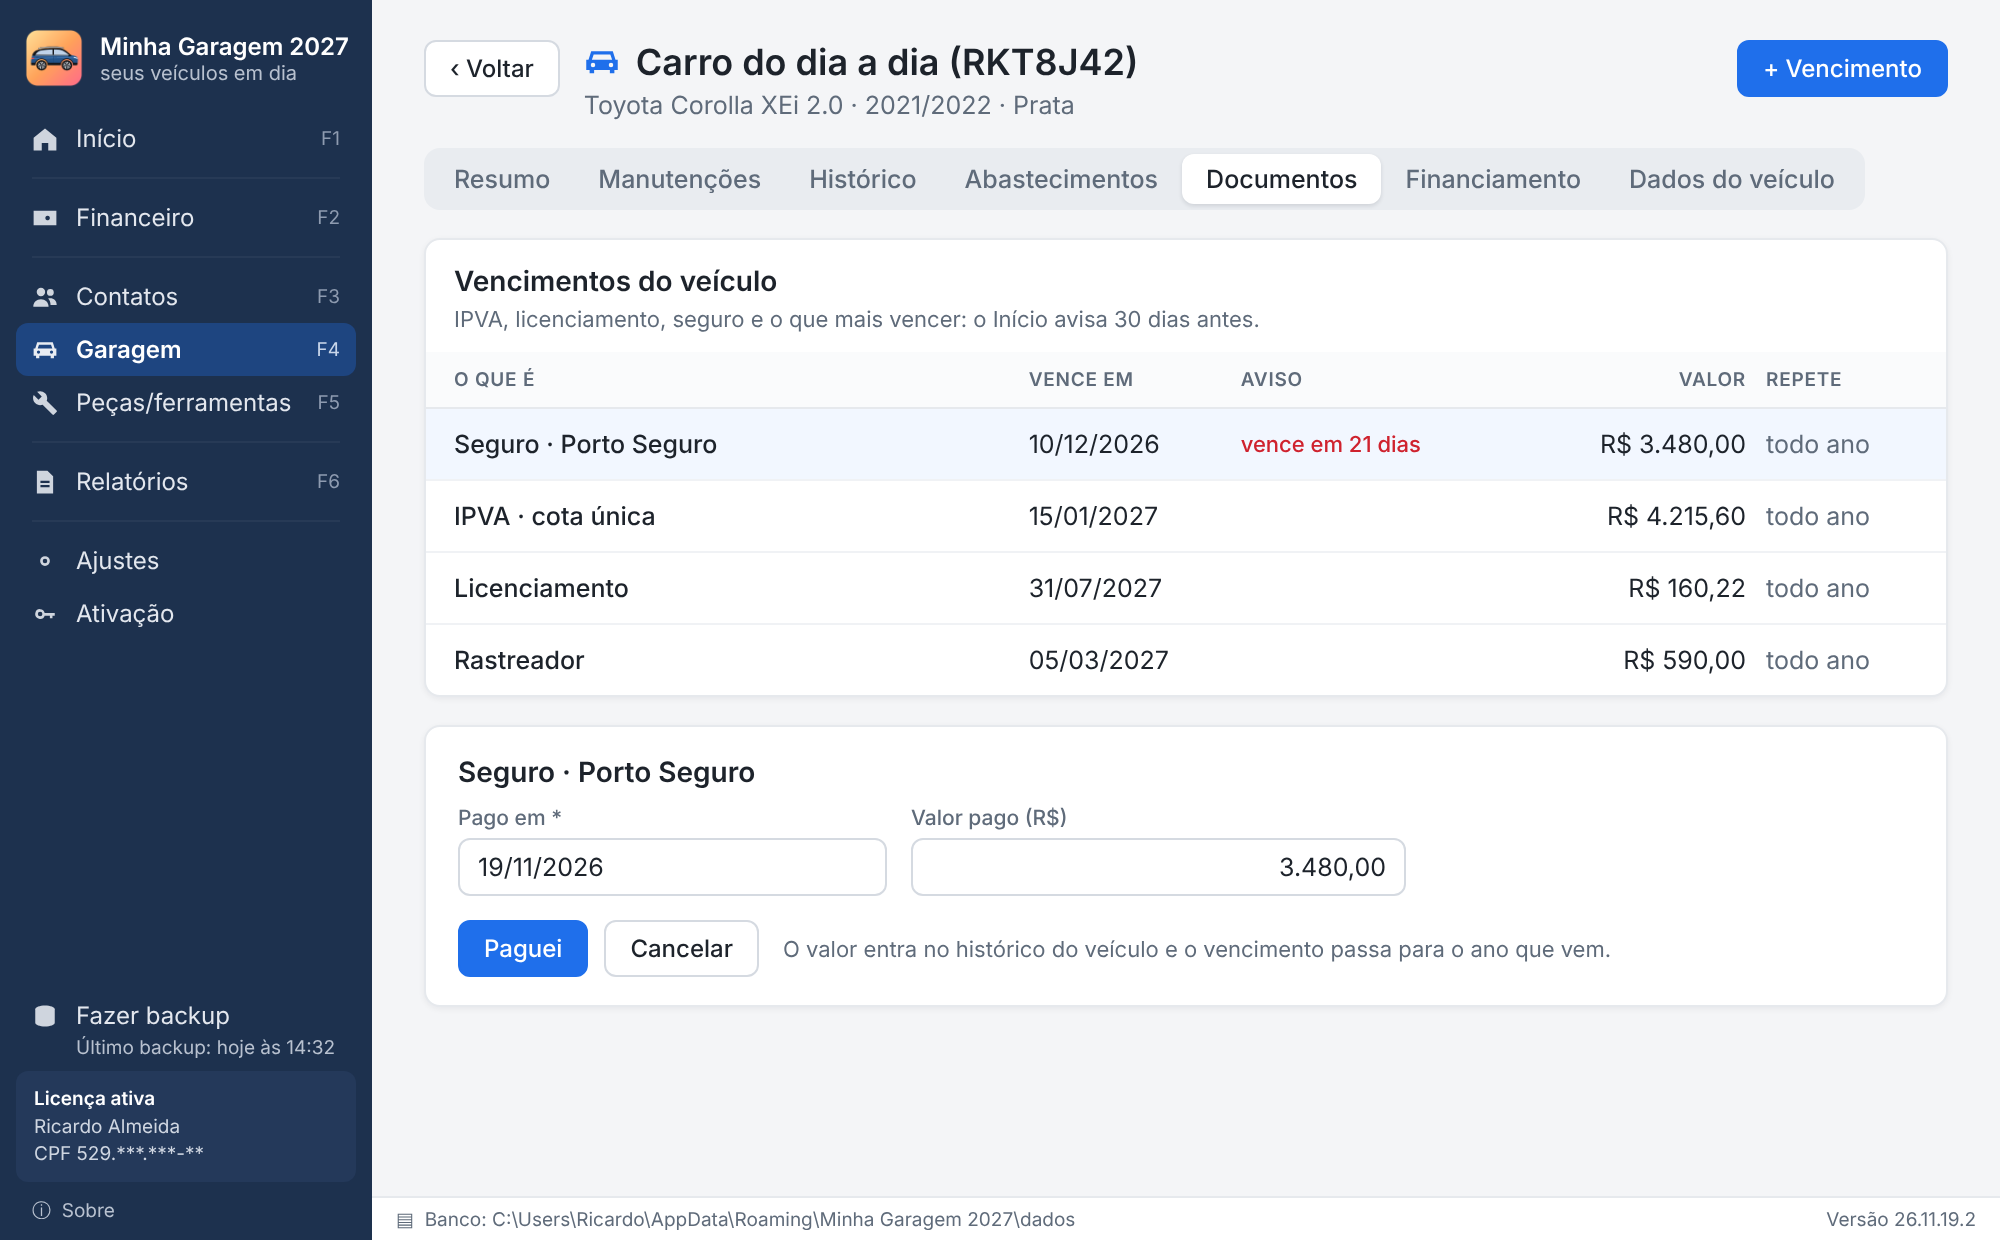 Minha Garagem 2027
seus veículos em dia
Início F1
Financeiro F2
Contatos F3
Garagem F4
Peças/ferramentas F5
Relatórios F6
Ajustes
Ativação
Fazer backup
Último backup: hoje às 14:32
Licença ativa
Ricardo Almeida
CPF 529.***.***-**
Sobre
‹ Voltar
Carro do dia a dia (RKT8J42)
Toyota Corolla XEi 2.0 · 2021/2022 · Prata
+ Vencimento
Resumo Manutenções Histórico Abastecimentos Documentos Financiamento Dados do veículo
Vencimentos do veículo
IPVA, licenciamento, seguro e o que mais vencer: o Início avisa 30 dias antes.
O QUE É VENCE EM AVISO VALOR REPETE
Seguro · Porto Seguro 10/12/2026 vence em 21 dias R$ 3.480,00 todo ano
IPVA · cota única 15/01/2027 R$ 4.215,60 todo ano
Licenciamento 31/07/2027 R$ 160,22 todo ano
Rastreador 05/03/2027 R$ 590,00 todo ano
Seguro · Porto Seguro
Pago em * Valor pago (R$)
19/11/2026 3.480,00
Paguei Cancelar O valor entra no histórico do veículo e o vencimento passa para o ano que vem.
Banco: C:\Users\Ricardo\AppData\Roaming\Minha Garagem 2027\dados Versão 26.11.19.2